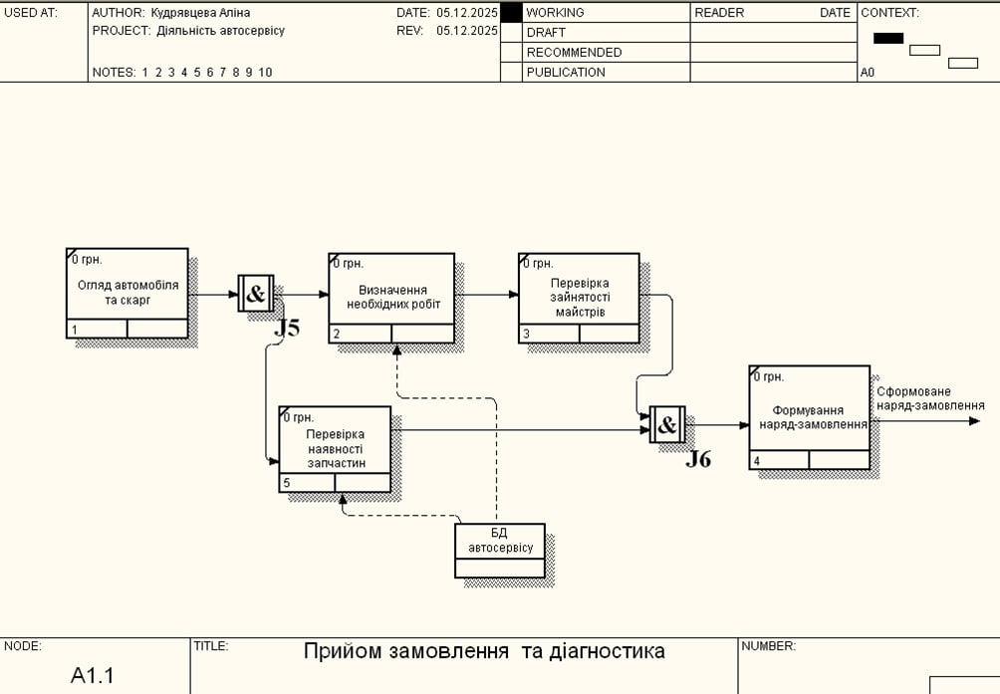 USED AT:
AUTHOR: Кудрявцева Аліна
DATE: 05.12.2025
WORKING
READER
DATE
CONTEXT:
PROJECT: Діяльність автосервісу
REV: 05.12.2025
DRAFT
RECOMMENDED
NOTES: 1 2 3 4 5 6 7 8 9 10
PUBLICATION
A0
0 грн.
Огляд автомобіля
та скарг
1
&
J5
0 грн.
Визначення
необхідних робіт
2
0 грн.
Перевірка
зайнятості
майстрів
3
0 грн.
Перевірка
наявності
запчастин
5
&
J6
0 грн.
Формування
наряд-замовлення
4
Сформоване
наряд-замовлення
БД
автосервісу
NODE:
A1.1
TITLE:
Прийом замовлення та діагностика
NUMBER: